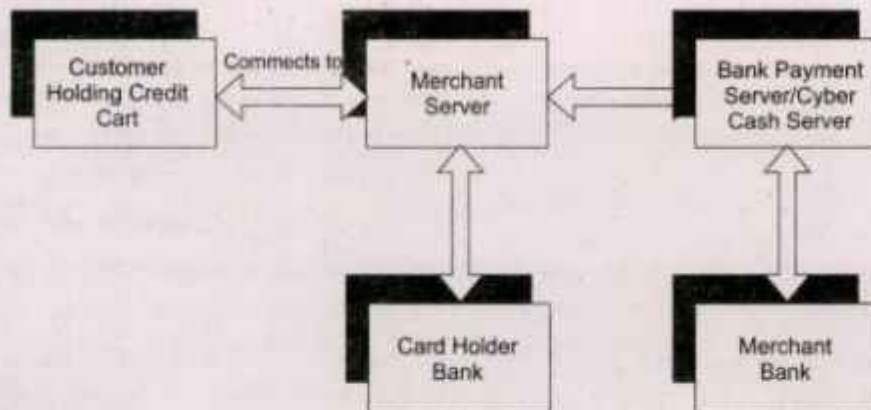 Customer
Holding Credit
Cart
Commects to
Merchant
Server
Bank Payment
Server/Cyber
Cash Server
Card Holder
Bank
Merchant
Bank